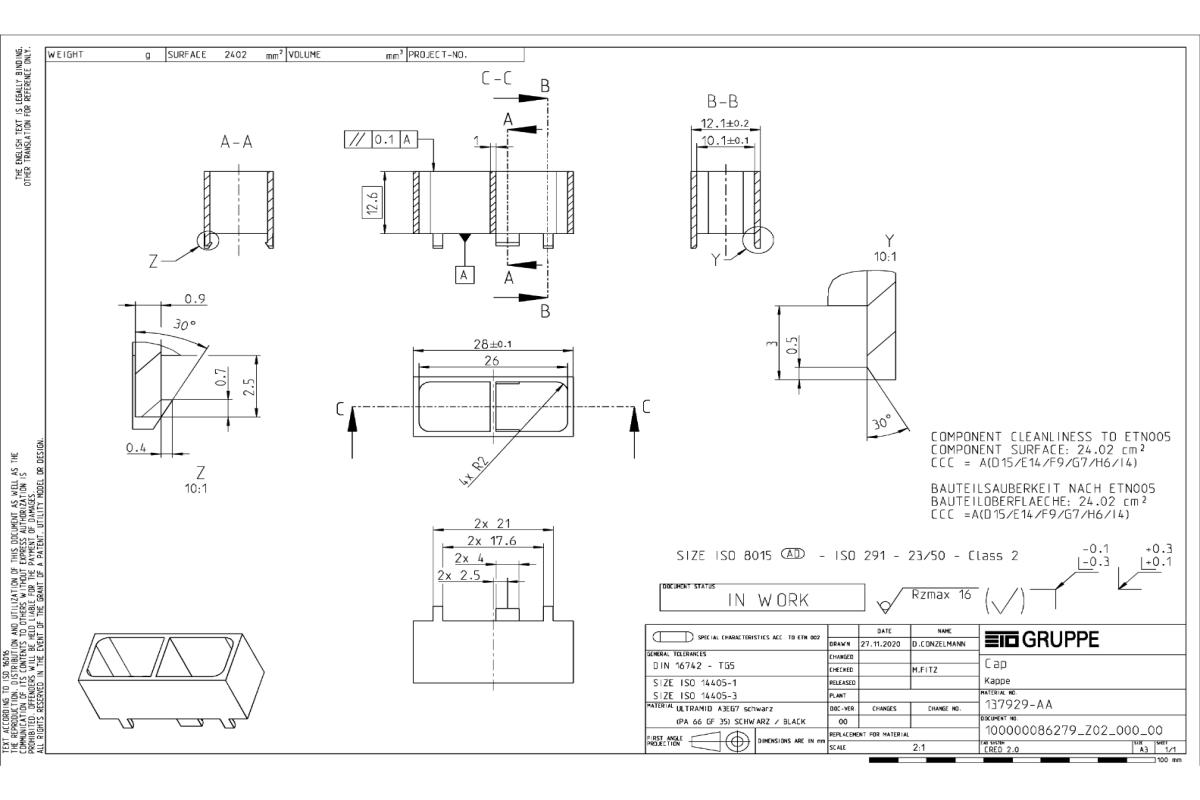 WEIGHT g SURFACE 2402 mm² VOLUME mm³ PROJECT-NO.
THE ENGLISH TEXT IS LEGALLY BINDING.
OTHER TRANSLATION FOR REFERENCE ONLY.
C-C
B
B-B
A
A-A
// 0.1 A
1
12.1±0.2
10.1±0.1
12.6
Z
A
A
B
Y
Y
10:1
0.9
30°
0.7
2.5
0.4
Z
10:1
28±0.1
26
C
C
4x R2
3
0.5
30°
COMPONENT CLEANLINESS TO ETN005
COMPONENT SURFACE: 24.02 cm²
CCC = A(D15/E14/F9/G7/H6/I4)
BAUTEILSAUBERKEIT NACH ETN005
BAUTEILOBERFLAECHE: 24.02 cm²
CCC =A(D15/E14/F9/G7/H6/I4)
2x 21
2x 17.6
2x 4
2x 2.5
SIZE ISO 8015 AD - ISO 291 - 23/50 - Class 2
-0.1
-0.3
+0.3
+0.1
DOCUMENT STATUS
IN WORK
Rzmax 16
TEXT ACCORDING TO ISO 16016
THE REPRODUCTION, DISTRIBUTION AND UTILIZATION OF THIS DOCUMENT AS WELL AS THE
COMMUNICATION OF ITS CONTENTS TO OTHERS WITHOUT EXPRESS AUTHORIZATION IS
PROHIBITED. OFFENDERS WILL BE HELD LIABLE FOR THE PAYMENT OF DAMAGES.
ALL RIGHTS RESERVED IN THE EVENT OF THE GRANT OF A PATENT, UTILITY MODEL OR DESIGN.
SPECIAL CHARACTERISTICS ACC. TO ETN 002
GENERAL TOLERANCES
DIN 16742 - TG5
SIZE ISO 14405-1
SIZE ISO 14405-3
MATERIAL ULTRAMID A3EG7 schwarz
(PA 66 GF 35) SCHWARZ / BLACK
FIRST ANGLE
PROJECTION
DIMENSIONS ARE IN mm
DATE NAME
DRAWN 27.11.2020 D.CONZELMANN
CHANGED
CHECKED M.FITZ
RELEASED
PLANT
DOC-VER. CHANGES CHANGE NO.
00
REPLACEMENT FOR MATERIAL
SCALE 2:1
ETO GRUPPE
Cap
Kappe
MATERIAL NO.
137929-AA
DOCUMENT NO.
100000086279_Z02_000_00
CAD SYSTEM
CREO 2.0
SIZE
A3
SHEET
1/1
100 mm